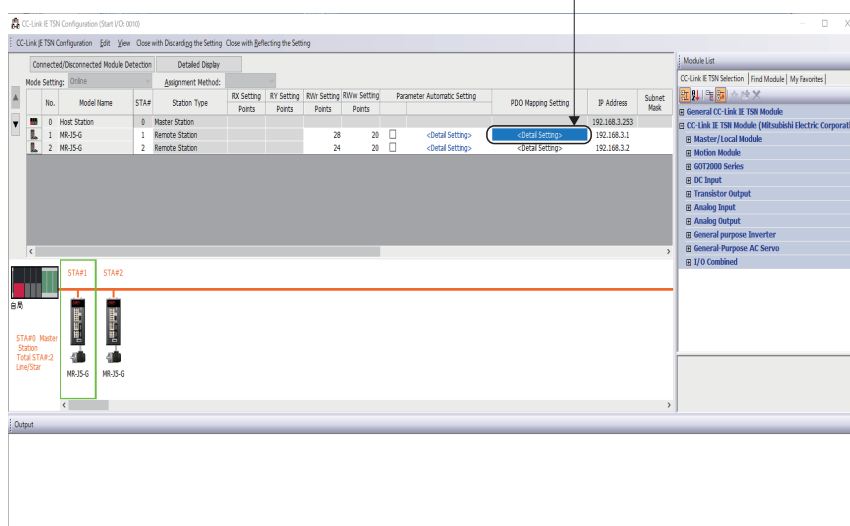 CC-Link IE TSN Configuration (Start I/O: 0010)
CC-Link IE TSN Configuration Edit View Close with Discarding the Setting Close with Reflecting the Setting
Connected/Disconnected Module Detection Detailed Display
Mode Setting: Online Assignment Method:
No. Model Name STA# Station Type RX Setting RY Setting RWr Setting RWw Setting Parameter Automatic Setting PDO Mapping Setting IP Address Subnet Mask
Points Points Points Points
0 Host Station 0 Master Station 192.168.3.253
1 MR-J5-G 1 Remote Station 28 20 <Detail Setting> <Detail Setting> 192.168.3.1
2 MR-J5-G 2 Remote Station 24 20 <Detail Setting> <Detail Setting> 192.168.3.2
STA#1 STA#2
自局
STA#0 Master
Station
Total STA#:2
Line/Star
MR-J5-G MR-J5-G
Module List
CC-Link IE TSN Selection Find Module My Favorites
General CC-Link IE TSN Module
CC-Link IE TSN Module (Mitsubishi Electric Corporati
Master/Local Module
Motion Module
GOT2000 Series
DC Input
Transistor Output
Analog Input
Analog Output
General purpose Inverter
General-Purpose AC Servo
I/O Combined
Output